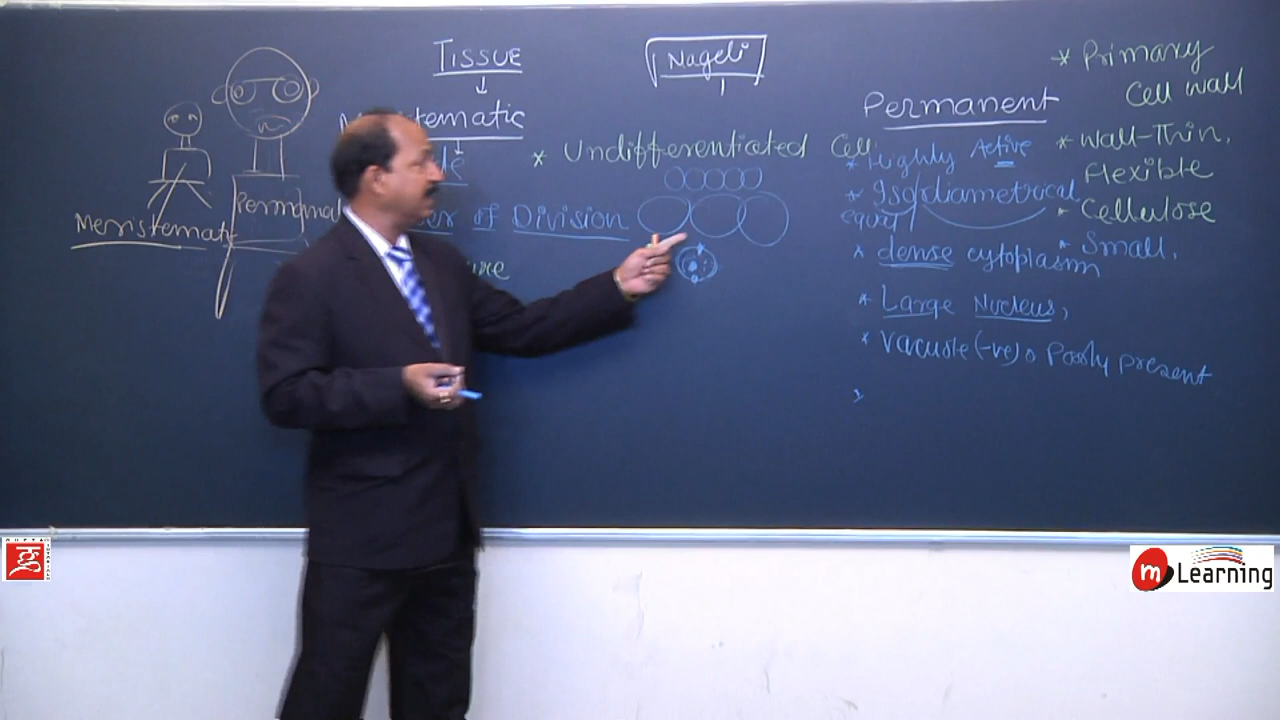 TISSUE
Nageli
Permanent
* Primary
Cell wall
* Undifferentiated Cell
* Highly Active
* Wall-Thin,
Flexible
* Isodiametrical
equal
* Cellulose
of Division
Meristematic
Permanent
* dense cytoplasm
* Small,
* Large Nucleus,
* Vacuole (-ve) o Poorly present
m Learning